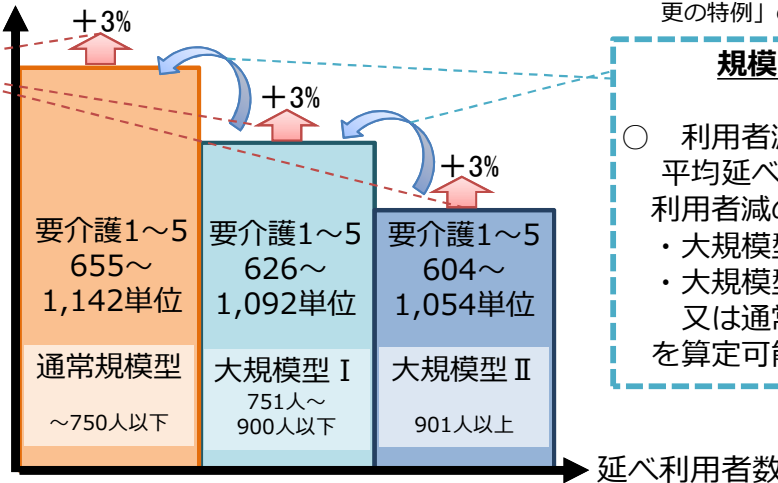 更の特例」
+3%
+3%
+3%
規模
○ 利用者減
平均延べ
利用者減の
・大規模型
・大規模型
又は通常
を算定可能
要介護1～5
655～
1,142単位
要介護1～5
626～
1,092単位
要介護1～5
604～
1,054単位
通常規模型
～750人以下
大規模型Ⅰ
751人～
900人以下
大規模型Ⅱ
901人以上
延べ利用者数